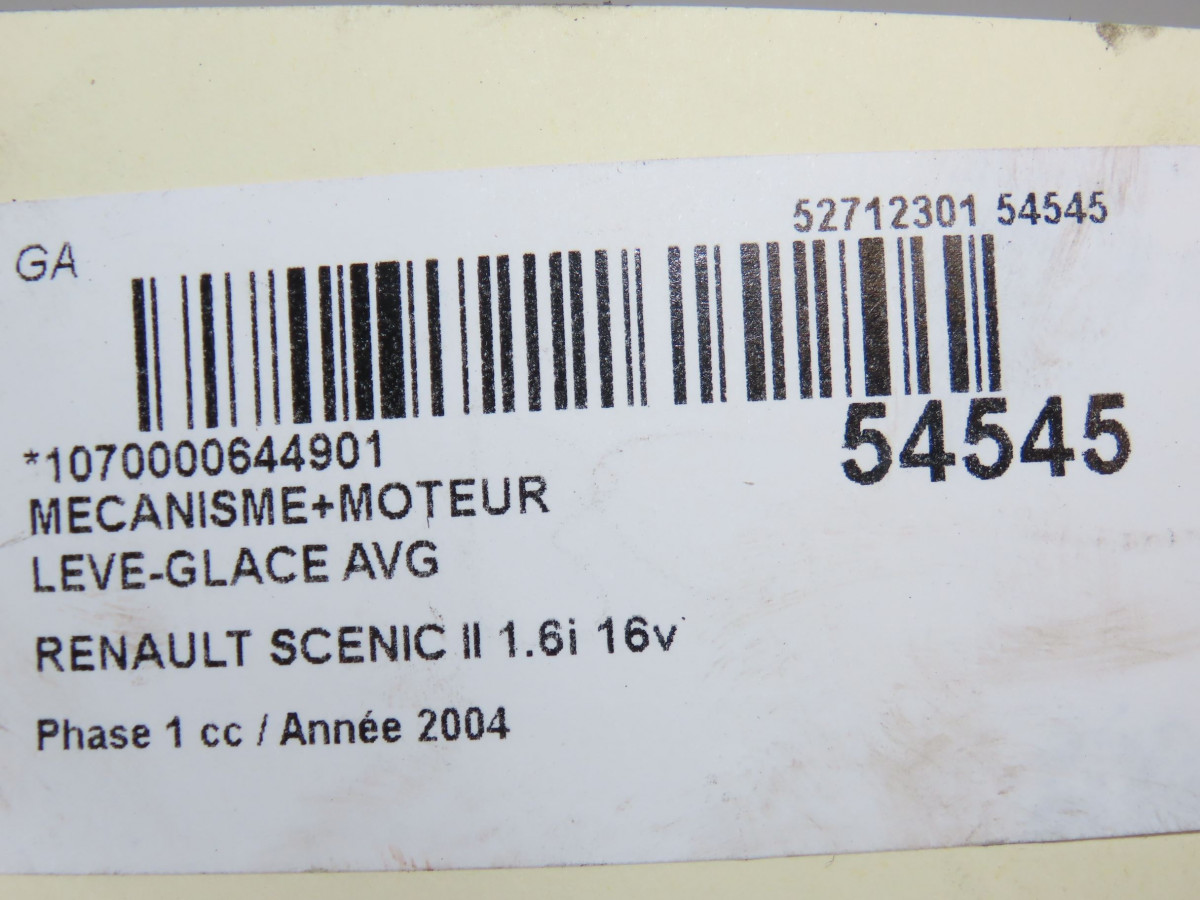 52712301 54545
GA
54545
*1070000644901
MECANISME+MOTEUR
LEVE-GLACE AVG
RENAULT SCENIC II 1.6i 16v
Phase 1 cc / Année 2004